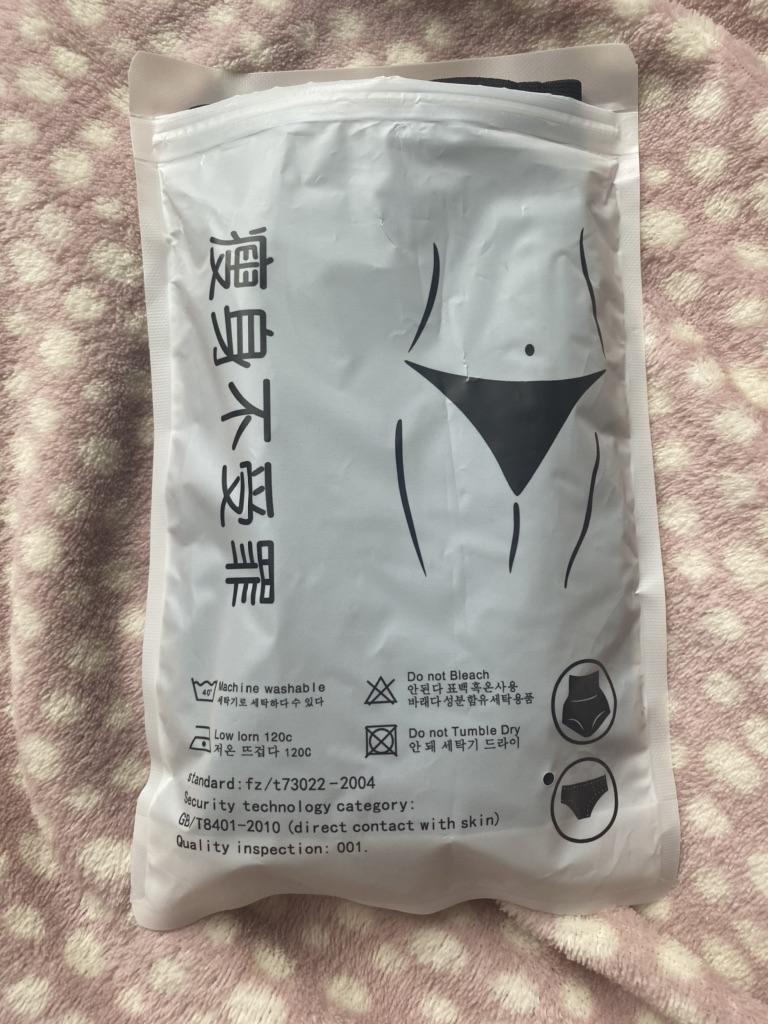 瘦身不受罪
40°
Machine washable
세탁기로 세탁하다 수 있다
Do not Bleach
안된다 표백 혹은사용
바래다 성분함유세탁용품
Low lorn 120c
저온 뜨겁다 120C
Do not Tumble Dry
안 돼 세탁기 드라이
standard:fz/t73022-2004
Security technology category:
GB/T8401-2010 (direct contact with skin)
Quality inspection: 001.